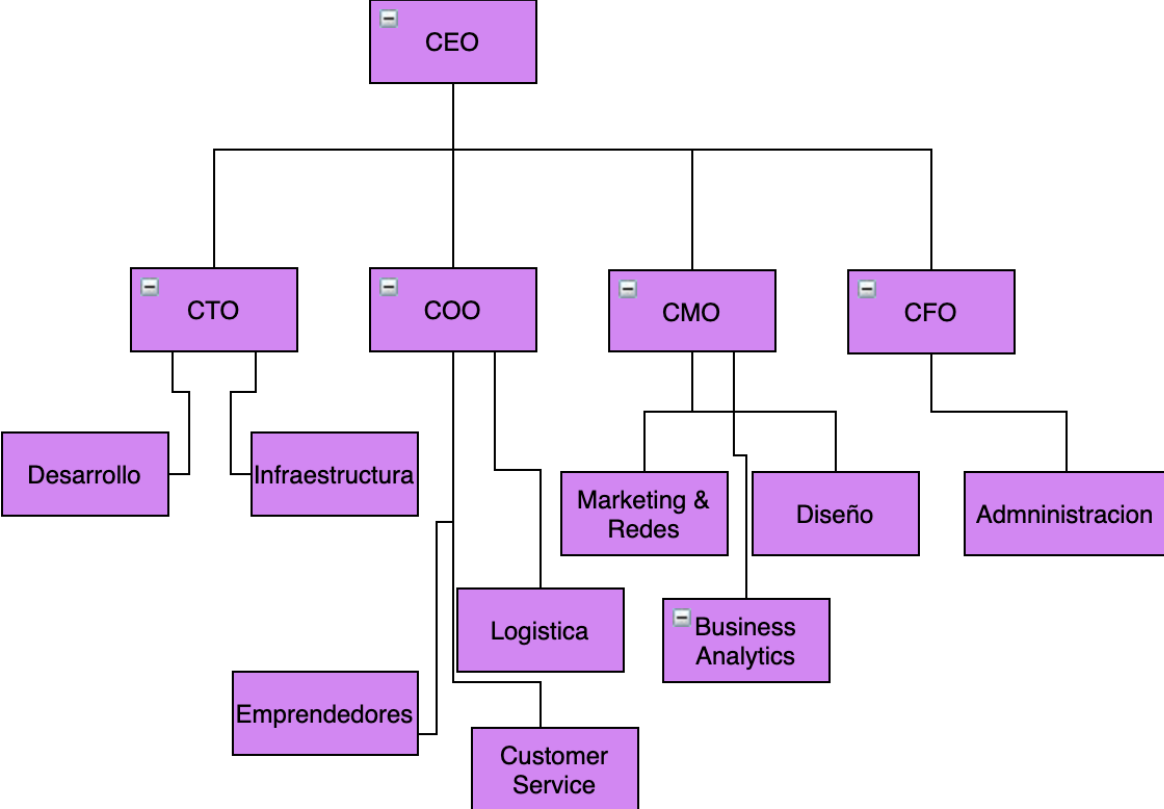 CEO
CTO
COO
CMO
CFO
Desarrollo
Infraestructura
Marketing &
Redes
Diseño
Admninistracion
Logistica
Business
Analytics
Emprendedores
Customer
Service